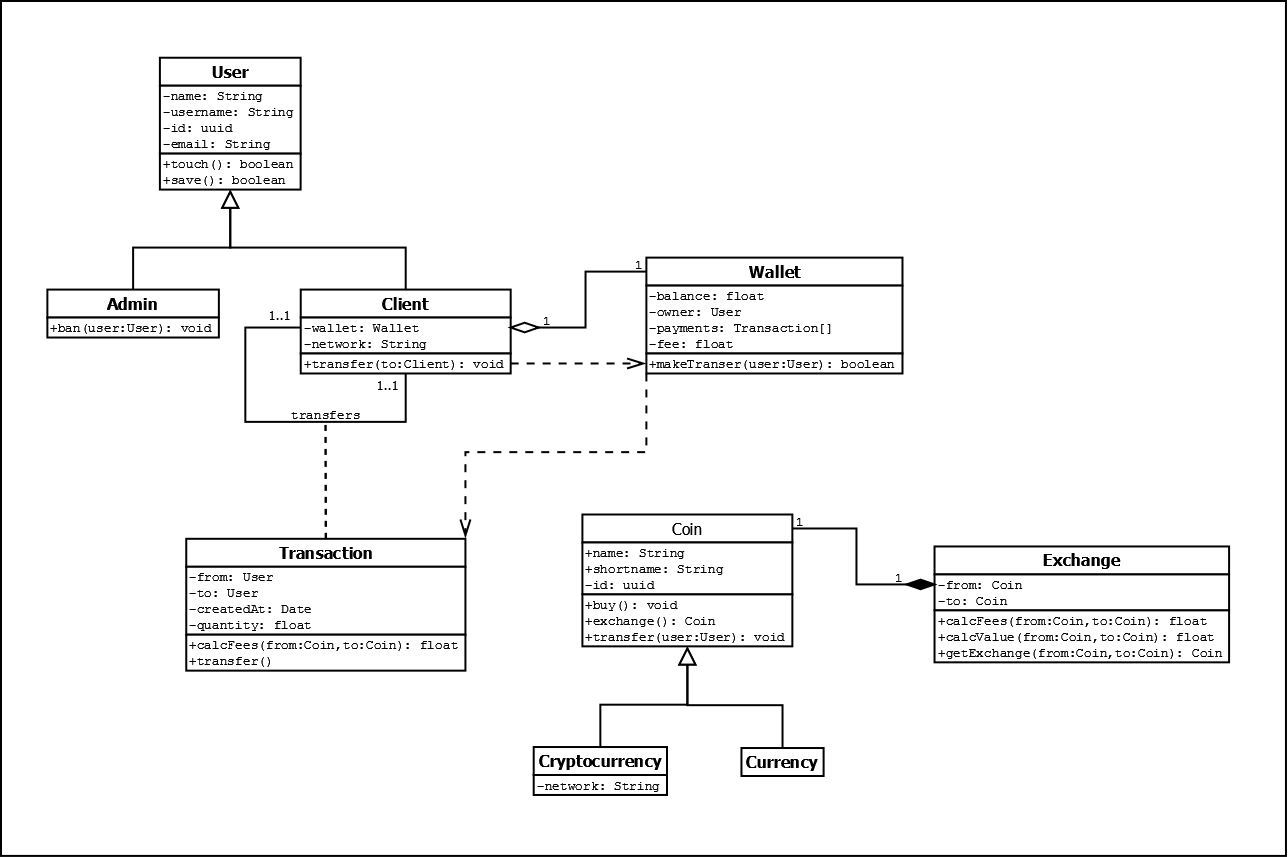 User
-name: String
-username: String
-id: uuid
-email: String
+touch(): boolean
+save(): boolean
Admin
+ban(user:User): void
1..1
Client
-wallet: Wallet
-network: String
+transfer(to:Client): void
1..1
transfers
1
1
Wallet
-balance: float
-owner: User
-payments: Transaction[]
-fee: float
+makeTranser(user:User): boolean
Transaction
-from: User
-to: User
-createdAt: Date
-quantity: float
+calcFees(from:Coin,to:Coin): float
+transfer()
Coin
+name: String
+shortname: String
-id: uuid
+buy(): void
+exchange(): Coin
+transfer(user:User): void
1
1
Exchange
-from: Coin
-to: Coin
+calcFees(from:Coin,to:Coin): float
+calcValue(from:Coin,to:Coin): float
+getExchange(from:Coin,to:Coin): Coin
Cryptocurrency
-network: String
Currency